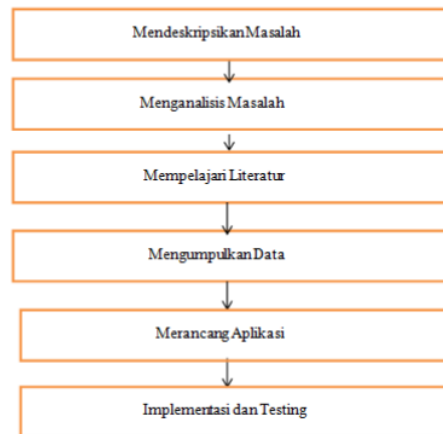 Mendeskripsikan Masalah
Menganalisis Masalah
Mempelajari Literatur
Mengumpulkan Data
Merancang Aplikasi
Implementasi dan Testing